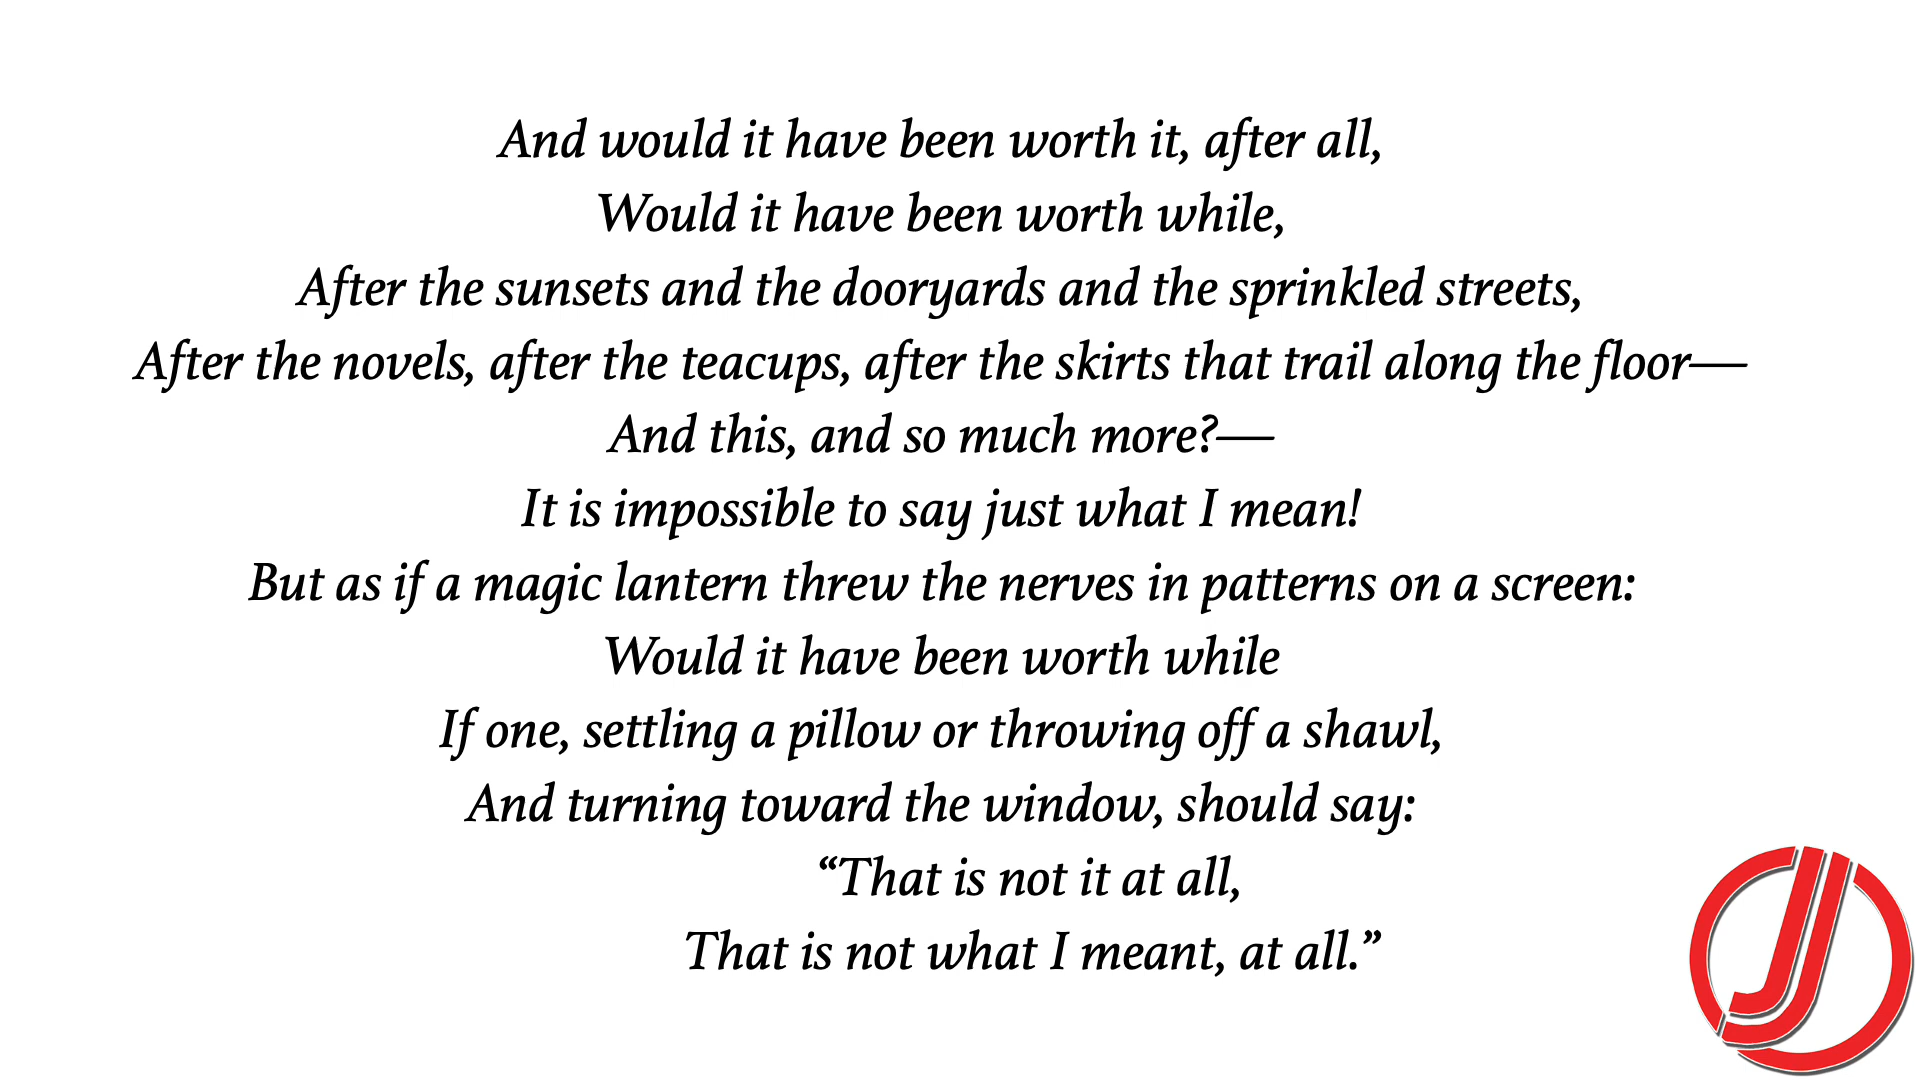 And would it have been worth it, after all,
Would it have been worth while,
After the sunsets and the dooryards and the sprinkled streets,
After the novels, after the teacups, after the skirts that trail along the floor—
And this, and so much more?—
It is impossible to say just what I mean!
But as if a magic lantern threw the nerves in patterns on a screen:
Would it have been worth while
If one, settling a pillow or throwing off a shawl,
And turning toward the window, should say:
“That is not it at all,
That is not what I meant, at all.”